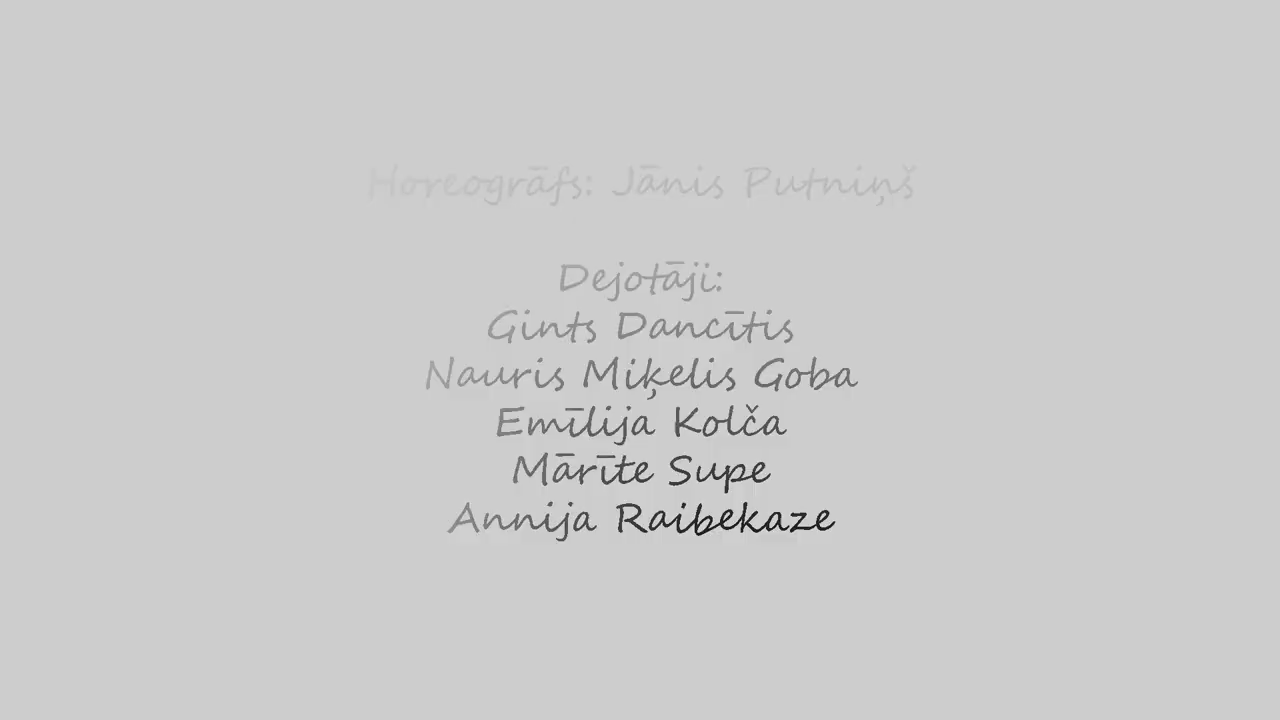 Horeogrāfs: Jānis Putniņš
Dejotāji:
Gints Dancītis
Nauris Miķelis Goba
Emīlija Kolča
Mārīte Supe
Annija Raibekaze